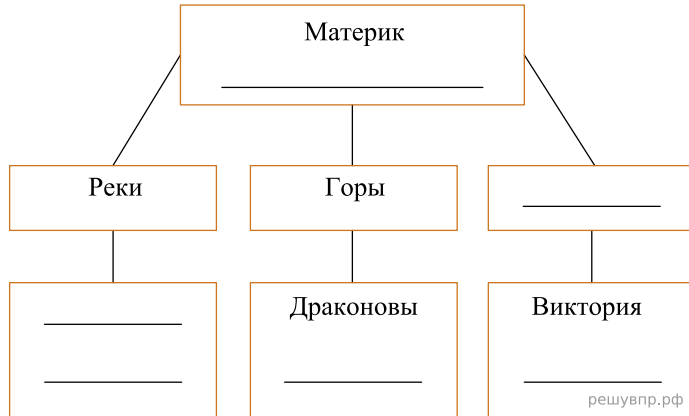 Материк
Реки
Горы
Драконовы
Виктория
решувпр.рф